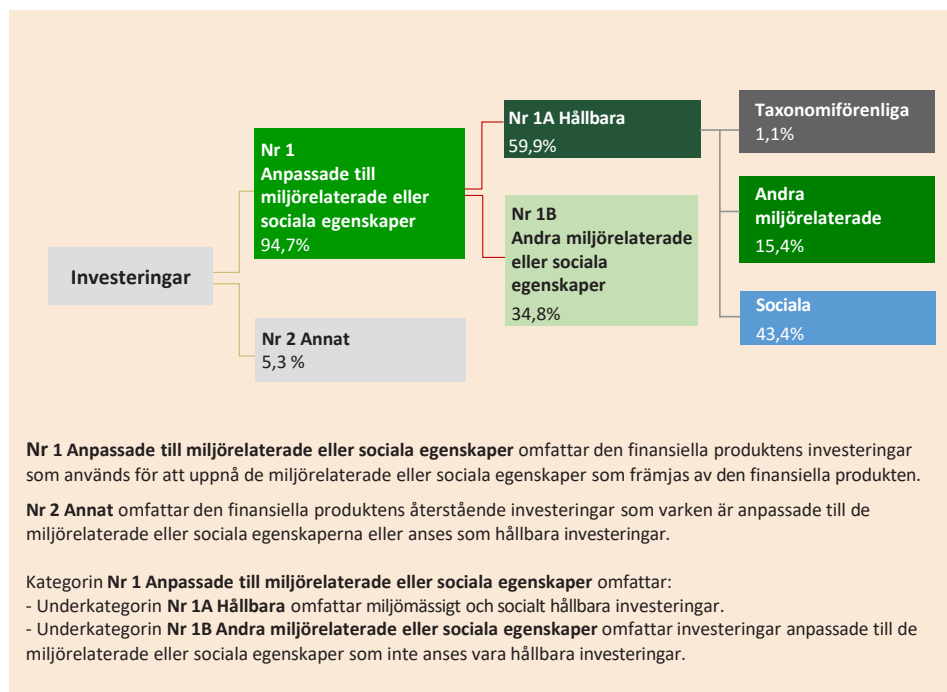 Investeringar
Nr 1
Anpassade till
miljörelaterade eller
sociala egenskaper
94,7%
Nr 2 Annat
5,3 %
Nr 1A Hållbara
59,9%
Nr 1B
Andra miljörelaterade
eller sociala
egenskaper
34,8%
Taxonomiförenliga
1,1%
Andra
miljörelaterade
15,4%
Sociala
43,4%
Nr 1 Anpassade till miljörelaterade eller sociala egenskaper omfattar den finansiella produktens investeringar
som används för att uppnå de miljörelaterade eller sociala egenskaper som främjas av den finansiella produkten.
Nr 2 Annat omfattar den finansiella produktens återstående investeringar som varken är anpassade till de
miljörelaterade eller sociala egenskaperna eller anses som hållbara investeringar.
Kategorin Nr 1 Anpassade till miljörelaterade eller sociala egenskaper omfattar:
- Underkategorin Nr 1A Hållbara omfattar miljömässigt och socialt hållbara investeringar.
- Underkategorin Nr 1B Andra miljörelaterade eller sociala egenskaper omfattar investeringar anpassade till de
miljörelaterade eller sociala egenskaper som inte anses vara hållbara investeringar.